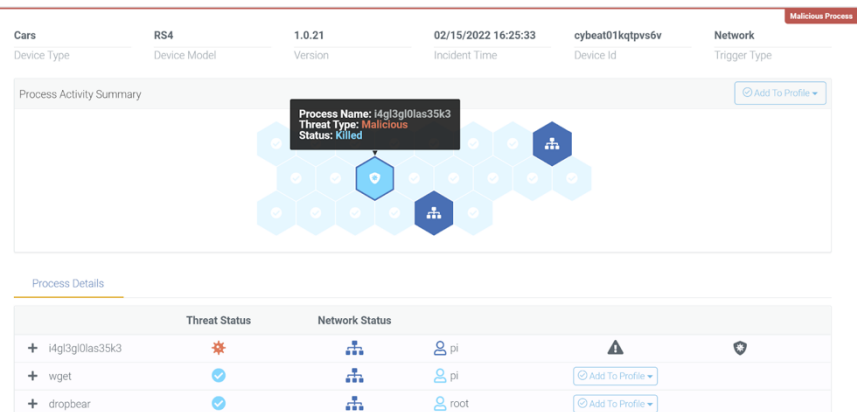 Malicious Process
Cars RS4 1.0.21 02/15/2022 16:25:33 cybeat01kqtpvs6v Network
Device Type Device Model Version Incident Time Device Id Trigger Type
Process Activity Summary Add To Profile
Process Name: i4gl3gl0las35k3
Threat Type: Malicious
Status: Killed
Process Details
Threat Status Network Status
i4gl3gl0las35k3 pi
wget pi Add To Profile
dropbear root Add To Profile